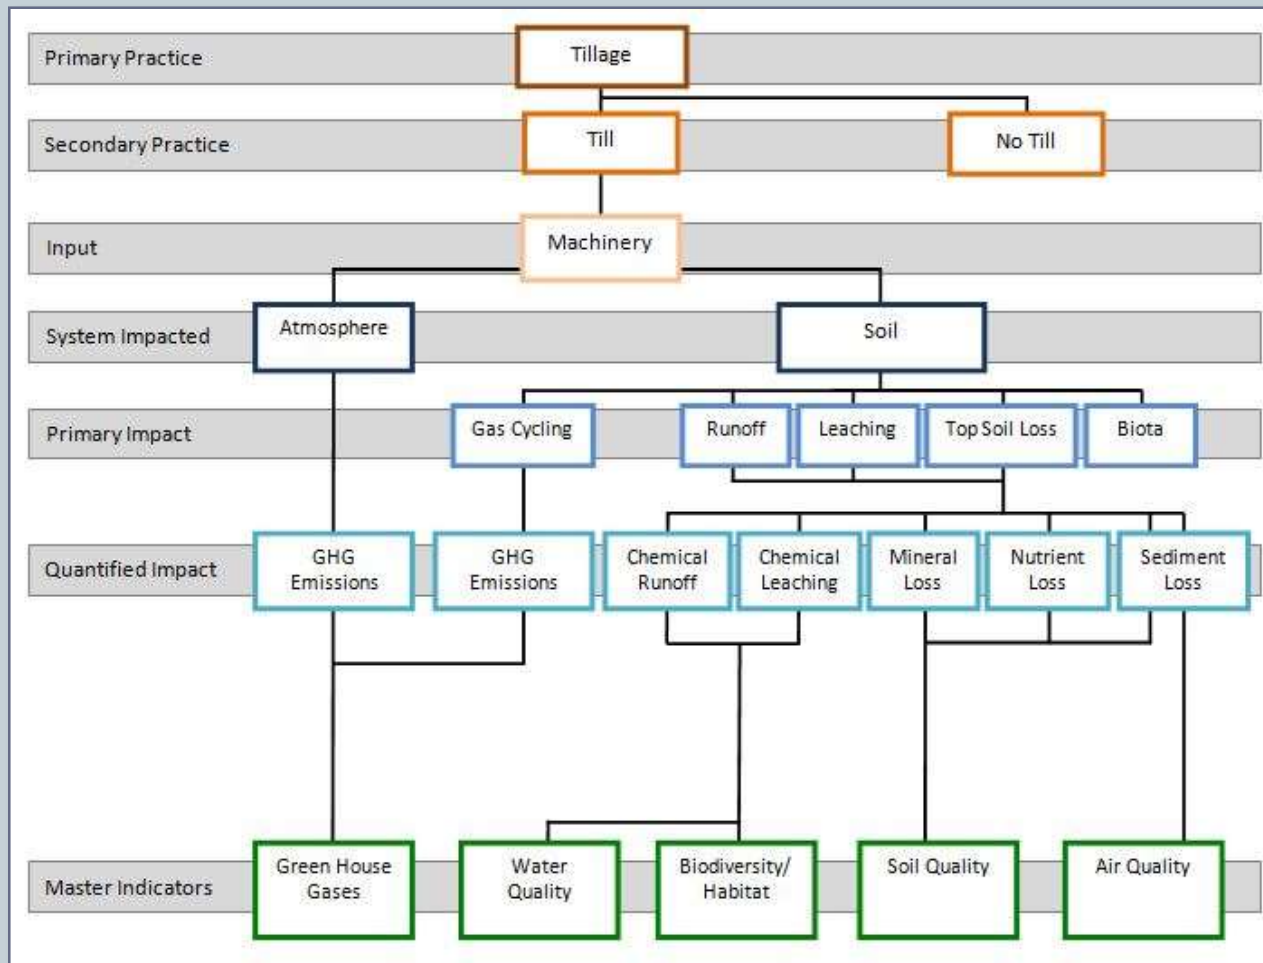 Primary Practice
Tillage
Secondary Practice
Till
No Till
Input
Machinery
System Impacted
Atmosphere
Soil
Primary Impact
Gas Cycling
Runoff
Leaching
Top Soil Loss
Biota
Quantified Impact
GHG
Emissions
GHG
Emissions
Chemical
Runoff
Chemical
Leaching
Mineral
Loss
Nutrient
Loss
Sediment
Loss
Master Indicators
Green House
Gases
Water
Quality
Biodiversity/
Habitat
Soil Quality
Air Quality